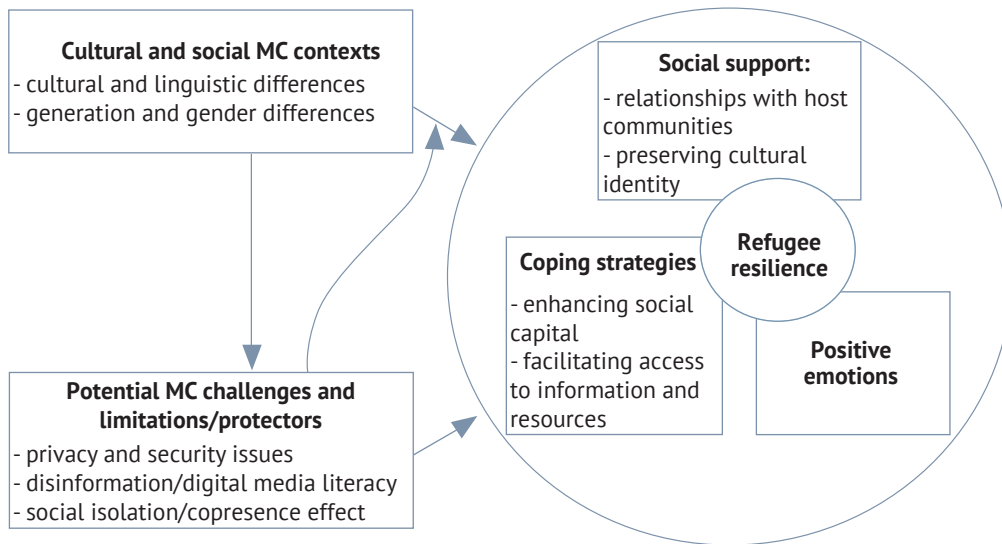 Cultural and social MC contexts
- cultural and linguistic differences
- generation and gender differences
Potential MC challenges and
limitations/protectors
- privacy and security issues
- disinformation/digital media literacy
- social isolation/copresence effect
Social support:
- relationships with host
communities
- preserving cultural
identity
Refugee
resilience
Coping strategies
- enhancing social
capital
- facilitating access
to information and
resources
Positive
emotions